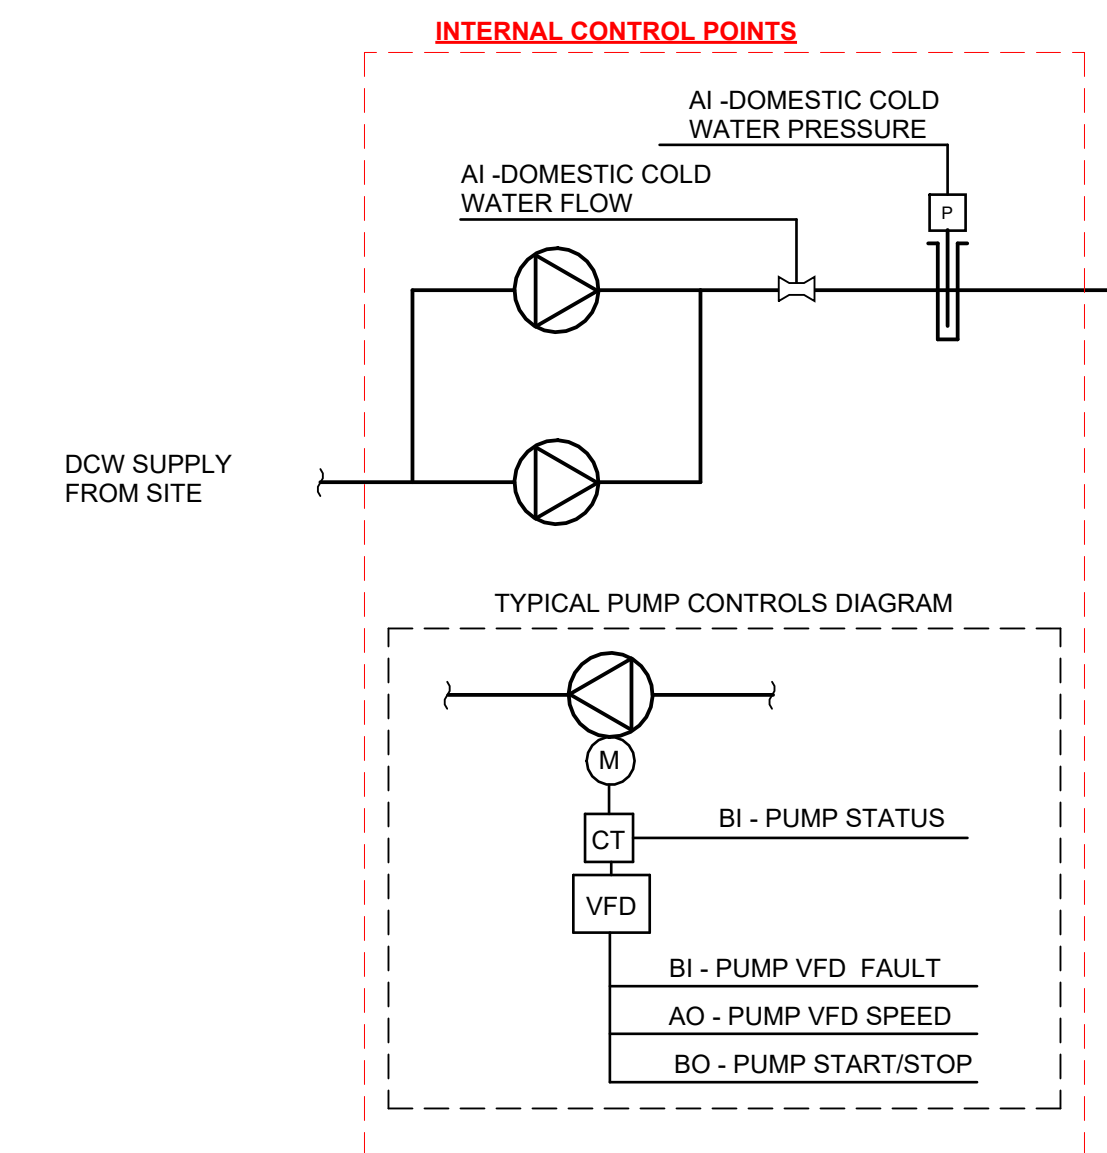 INTERNAL CONTROL POINTS
AI -DOMESTIC COLD
WATER PRESSURE
AI -DOMESTIC COLD
WATER FLOW
P
DCW SUPPLY
FROM SITE
TYPICAL PUMP CONTROLS DIAGRAM
M
BI - PUMP STATUS
CT
VFD
BI - PUMP VFD  FAULT
AO - PUMP VFD SPEED
BO - PUMP START/STOP